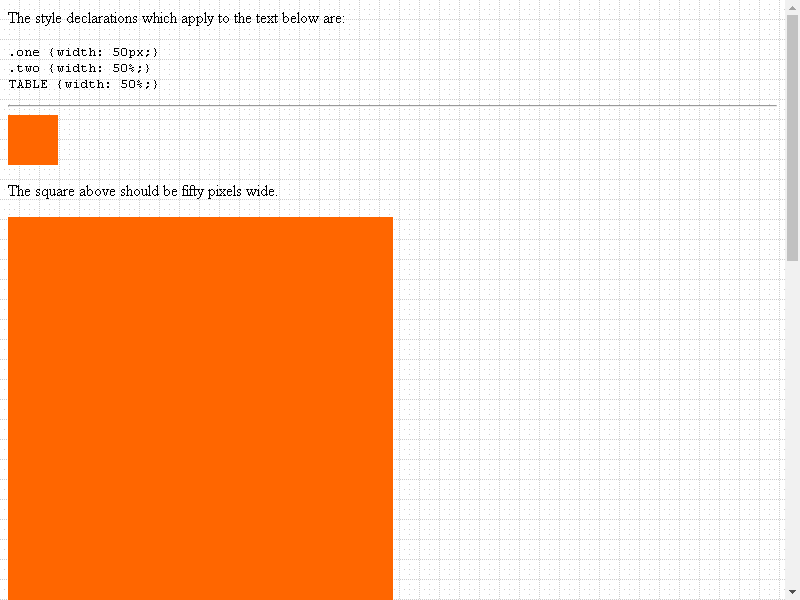 The style declarations which apply to the text below are:
.one {width: 50px;}
.two {width: 50%;}
TABLE {width: 50%;}
The square above should be fifty pixels wide.